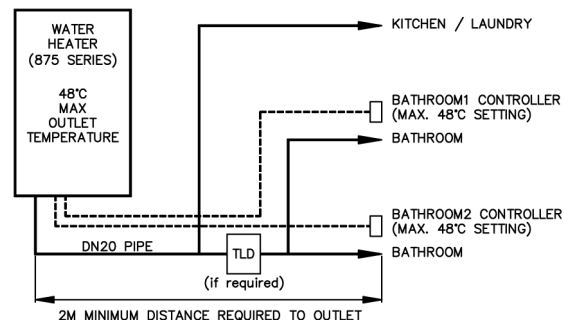 WATER
HEATER
(875 SERIES)
48°C
MAX
OUTLET
TEMPERATURE
KITCHEN / LAUNDRY
BATHROOM1 CONTROLLER
(MAX. 48°C SETTING)
BATHROOM
BATHROOM2 CONTROLLER
(MAX. 48°C SETTING)
BATHROOM
DN20 PIPE
TLD
(if required)
2M MINIMUM DISTANCE REQUIRED TO OUTLET